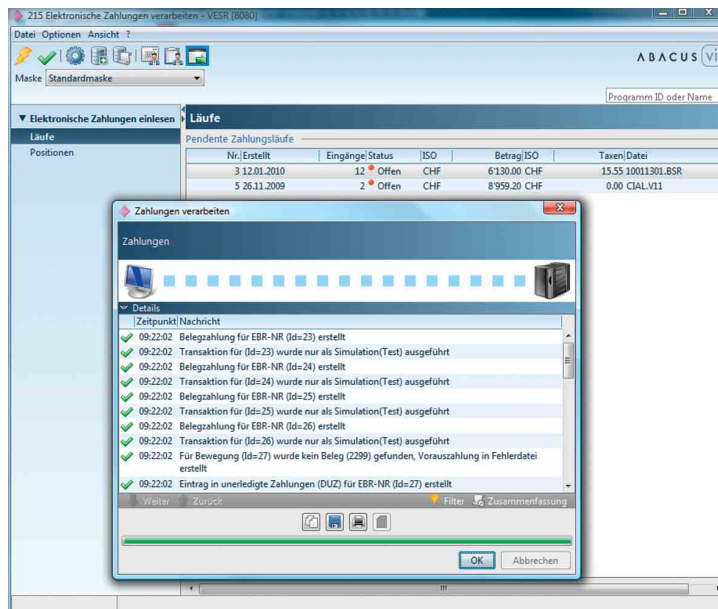 215 Elektronische Zahlungen verarbeiten - VESR [8080]
Datei Optionen Ansicht ?
ABACUS vi
Maske Standardmaske
Programm ID oder Name
Elektronische Zahlungen einlesen
Läufe
Läufe
Positionen
Pendente Zahlungsläufe
Nr. Erstellt Eingänge Status ISO Betrag ISO Taxen Datei
3 12.01.2010 12 Offen CHF 6'130.00 CHF 15.55 10011301.BSR
5 26.11.2009 2 Offen CHF 8'959.20 CHF 0.00 CIAL.V11
Zahlungen verarbeiten
Zahlungen
Details
Zeitpunkt Nachricht
09:22:02 Belegzahlung für EBR-NR (Id=23) erstellt
09:22:02 Transaktion für (Id=23) wurde nur als Simulation(Test) ausgeführt
09:22:02 Belegzahlung für EBR-NR (Id=24) erstellt
09:22:02 Transaktion für (Id=24) wurde nur als Simulation(Test) ausgeführt
09:22:02 Belegzahlung für EBR-NR (Id=25) erstellt
09:22:02 Transaktion für (Id=25) wurde nur als Simulation(Test) ausgeführt
09:22:02 Belegzahlung für EBR-NR (Id=26) erstellt
09:22:02 Transaktion für (Id=26) wurde nur als Simulation(Test) ausgeführt
09:22:02 Für Bewegung (Id=27) wurde kein Beleg (2299) gefunden, Vorauszahlung in Fehlerdatei
erstellt
09:22:02 Eintrag in unerledigte Zahlungen (DUZ) für EBR-NR (Id=27) erstellt
Weiter Zurück Filter Zusammenfassung
OK Abbrechen